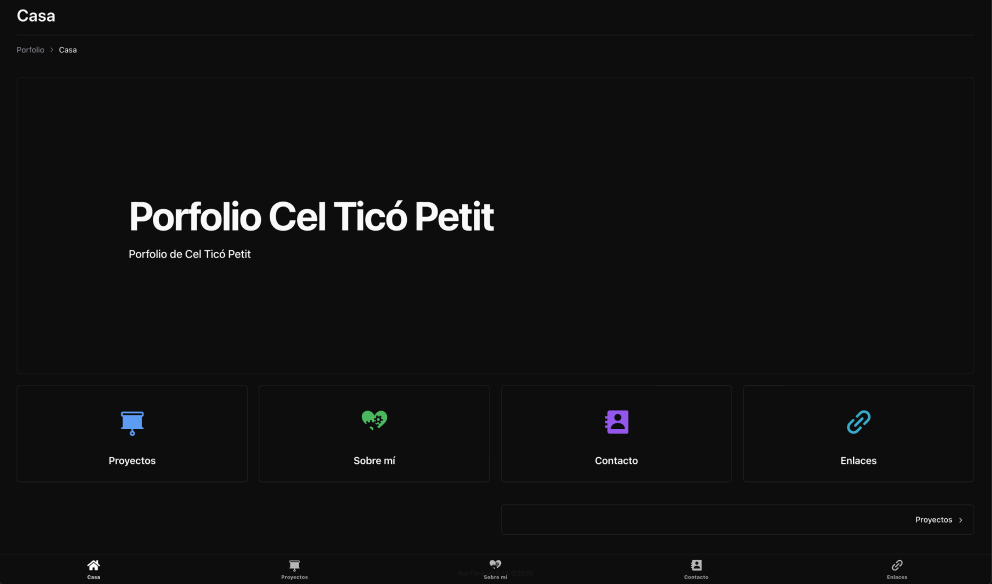 Casa
Porfolio > Casa
Porfolio Cel Ticó Petit
Porfolio de Cel Ticó Petit
Proyectos
Sobre mí
Contacto
Enlaces
Proyectos >
Casa
Proyectos
Sobre mí
Contacto
Enlaces